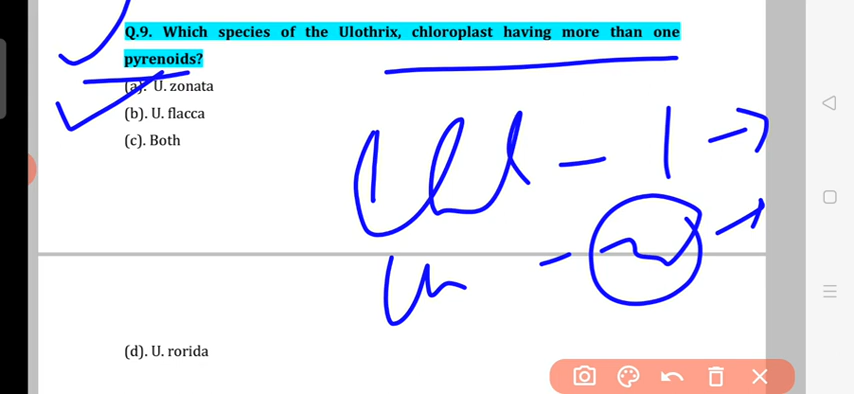 Q.9. Which species of the Ulothrix, chloroplast having more than one
pyrenoids?
(a). U. zonata
(b). U. flacca
(c). Both
(d). U. rorida